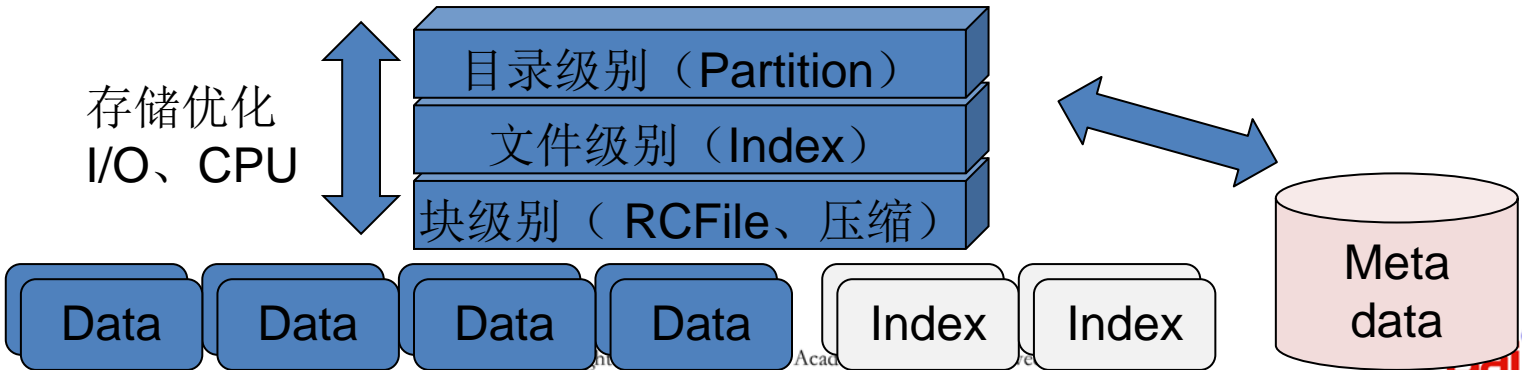 目录级别（Partition）
存储优化
I/O、CPU
文件级别（Index）
块级别（ RCFile、压缩）
Data Data Data Data Index Index
Meta
data